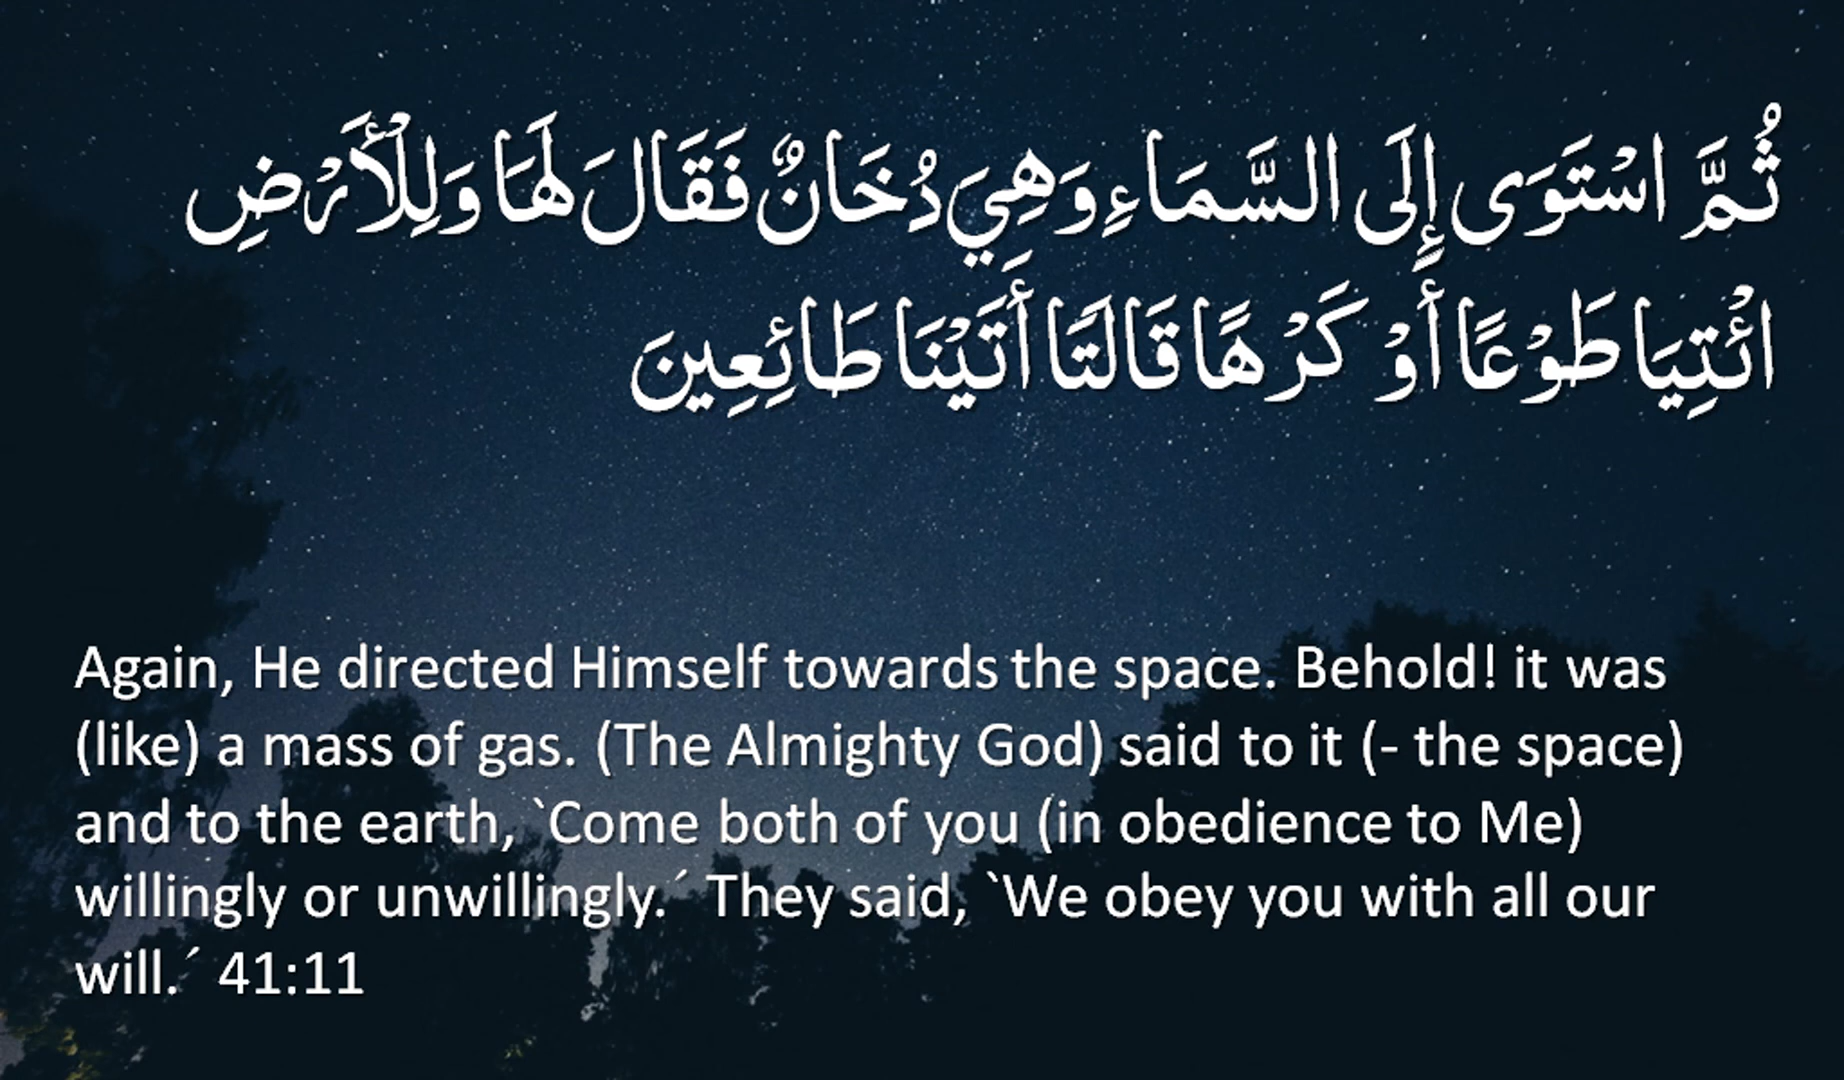 ثُمَّ اسْتَوَى إِلَى السَّمَاءِ وَهِيَ دُخَانٌ فَقَالَ لَهَا وَلِلْأَرْضِ
ائْتِيَا طَوْعًا أَوْ كَرْهًا قَالَتَا أَتَيْنَا طَائِعِينَ
Again, He directed Himself towards the space. Behold! it was
(like) a mass of gas. (The Almighty God) said to it (- the space)
and to the earth, `Come both of you (in obedience to Me)
willingly or unwillingly.´ They said, `We obey you with all our
will.´ 41:11